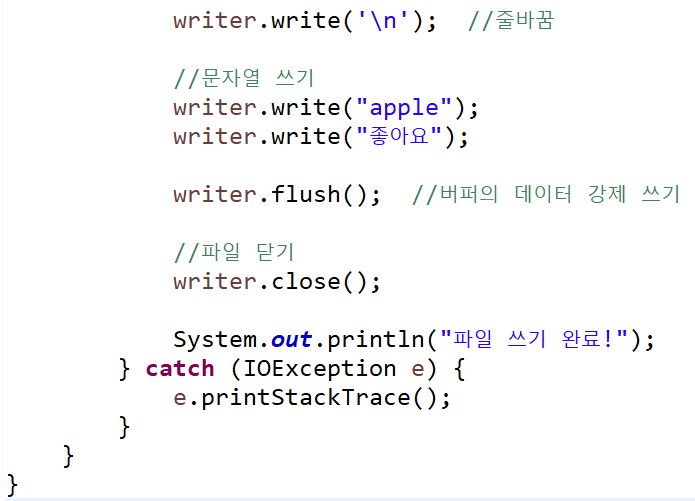 writer.write('\n');  //줄바꿈
//문자열 쓰기
writer.write("apple");
writer.write("좋아요");
writer.flush();  //버퍼의 데이터 강제 쓰기
//파일 닫기
writer.close();
System.out.println("파일 쓰기 완료!");
} catch (IOException e) {
e.printStackTrace();
}
}
}